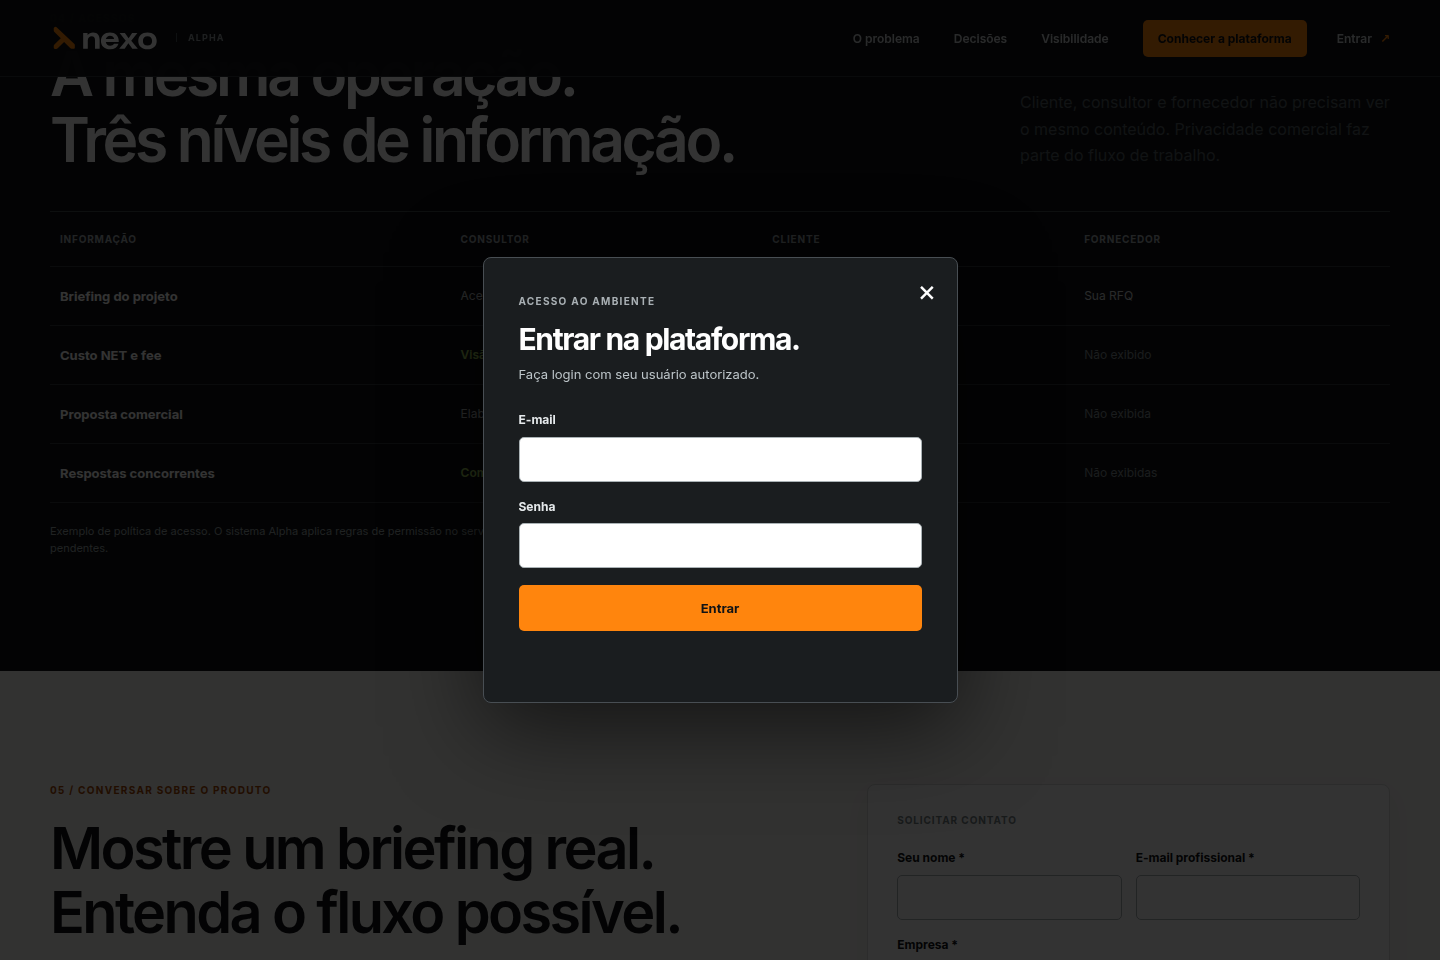 nexo
ALPHA
O problema
Decisões
Visibilidade
Conhecer a plataforma
Entrar ↗
A mesma operação.
Três níveis de informação.
Cliente, consultor e fornecedor não precisam ver
o mesmo conteúdo. Privacidade comercial faz
parte do fluxo de trabalho.
INFORMAÇÃO
CONSULTOR
CLIENTE
FORNECEDOR
Briefing do projeto
Sua RFQ
Custo NET e fee
Não exibido
Proposta comercial
Não exibida
Respostas concorrentes
Não exibidas
Exemplo de política de acesso. O sistema Alpha aplica regras de permissão no
pendentes.
ACESSO AO AMBIENTE
×
Entrar na plataforma.
Faça login com seu usuário autorizado.
E-mail
Senha
Entrar
05 / CONVERSAR SOBRE O PRODUTO
Mostre um briefing real.
Entenda o fluxo possível.
SOLICITAR CONTATO
Seu nome *
E-mail profissional *
Empresa *